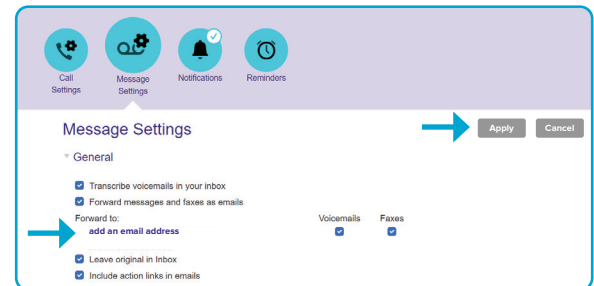 Call Settings
Message Settings
Notifications
Reminders
Message Settings
Apply
Cancel
General
Transcribe voicemails in your inbox
Forward messages and faxes as emails
Forward to:
Voicemails
Faxes
add an email address
Leave original in Inbox
Include action links in emails